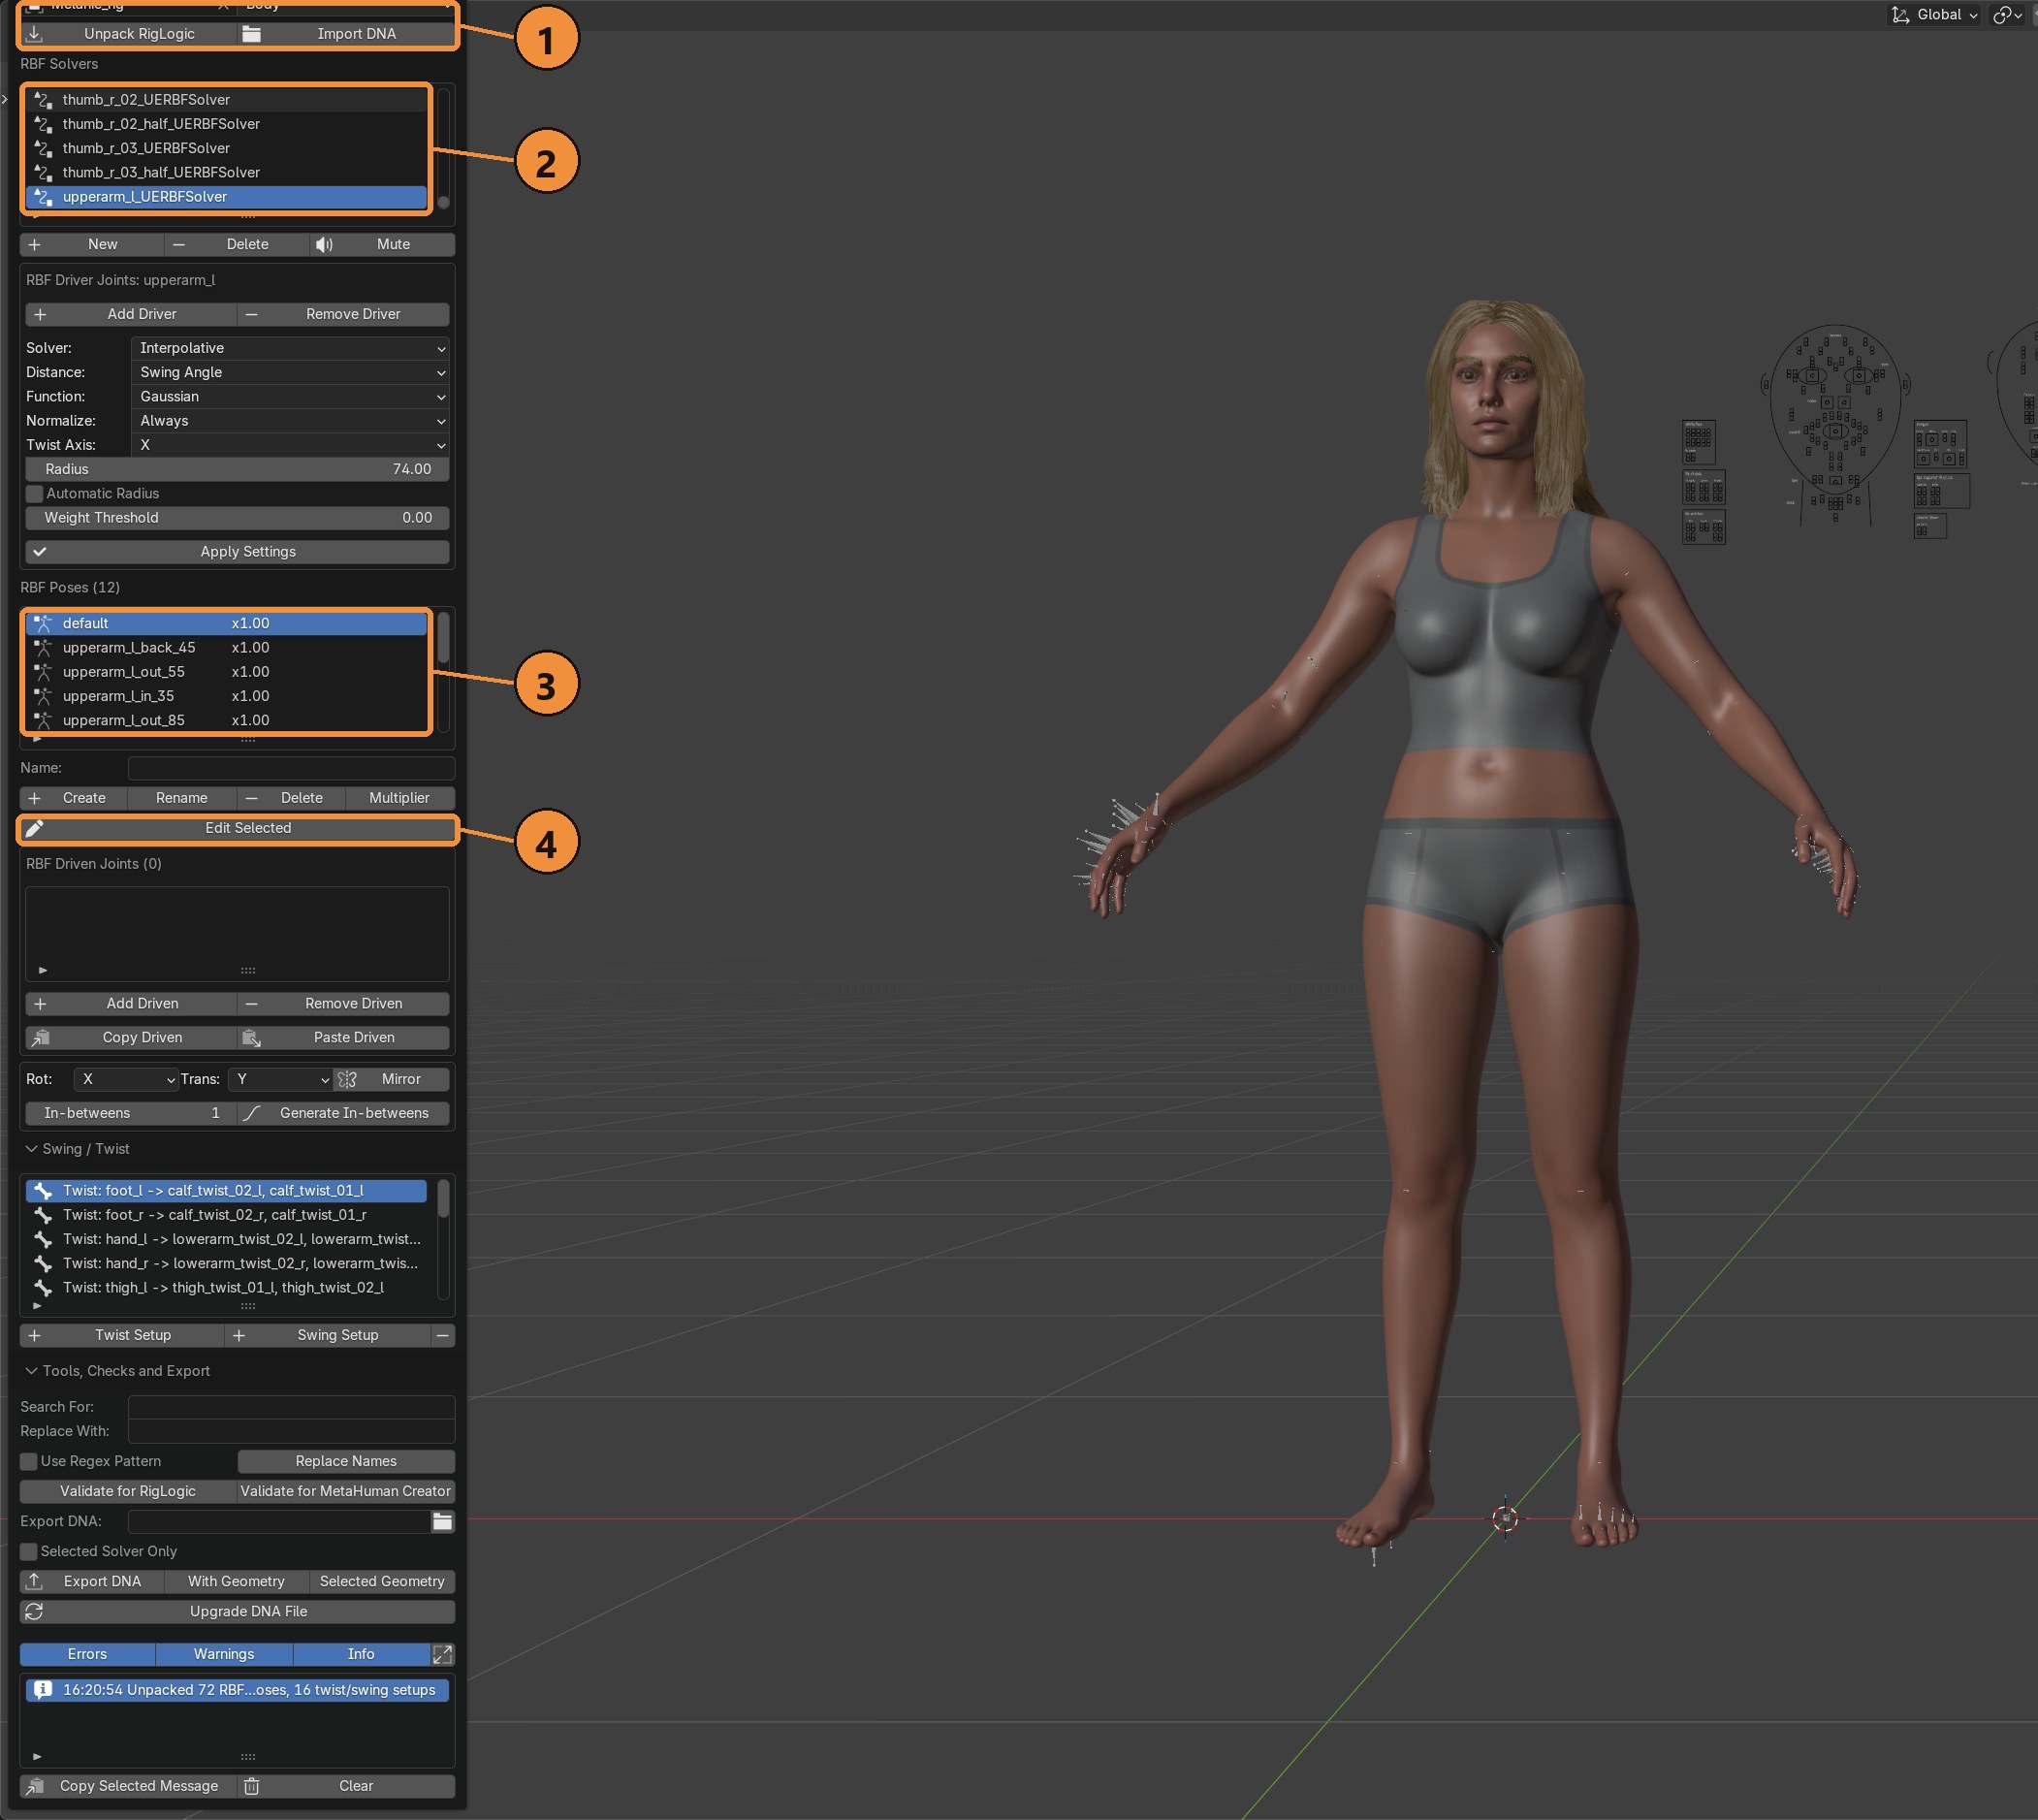 Melanie_rig Body
Unpack RigLogic Import DNA
1
Global
RBF Solvers
thumb_r_02_UERBFSolver
thumb_r_02_half_UERBFSolver
thumb_r_03_UERBFSolver
thumb_r_03_half_UERBFSolver
upperarm_l_UERBFSolver
2
New Delete Mute
RBF Driver Joints: upperarm_l
Add Driver Remove Driver
Solver: Interpolative
Distance: Swing Angle
Function: Gaussian
Normalize: Always
Twist Axis: X
Radius 74.00
Automatic Radius
Weight Threshold 0.00
Apply Settings
RBF Poses (12)
default x1.00
upperarm_l_back_45 x1.00
upperarm_l_out_55 x1.00
upperarm_l_in_35 x1.00
upperarm_l_out_85 x1.00
3
Name:
Create Rename Delete Multiplier
Edit Selected
4
RBF Driven Joints (0)
Add Driven Remove Driven
Copy Driven Paste Driven
Rot: X Trans: Y Mirror
In-betweens 1 Generate In-betweens
Swing / Twist
Twist: foot_l -> calf_twist_02_l, calf_twist_01_l
Twist: foot_r -> calf_twist_02_r, calf_twist_01_r
Twist: hand_l -> lowerarm_twist_02_l, lowerarm_twist...
Twist: hand_r -> lowerarm_twist_02_r, lowerarm_twis...
Twist: thigh_l -> thigh_twist_01_l, thigh_twist_02_l
Twist Setup Swing Setup
Tools, Checks and Export
Search For:
Replace With:
Use Regex Pattern Replace Names
Validate for RigLogic Validate for MetaHuman Creator
Export DNA:
Selected Solver Only
Export DNA With Geometry Selected Geometry
Upgrade DNA File
Errors Warnings Info
16:20:54 Unpacked 72 RBF...oses, 16 twist/swing setups
Copy Selected Message Clear